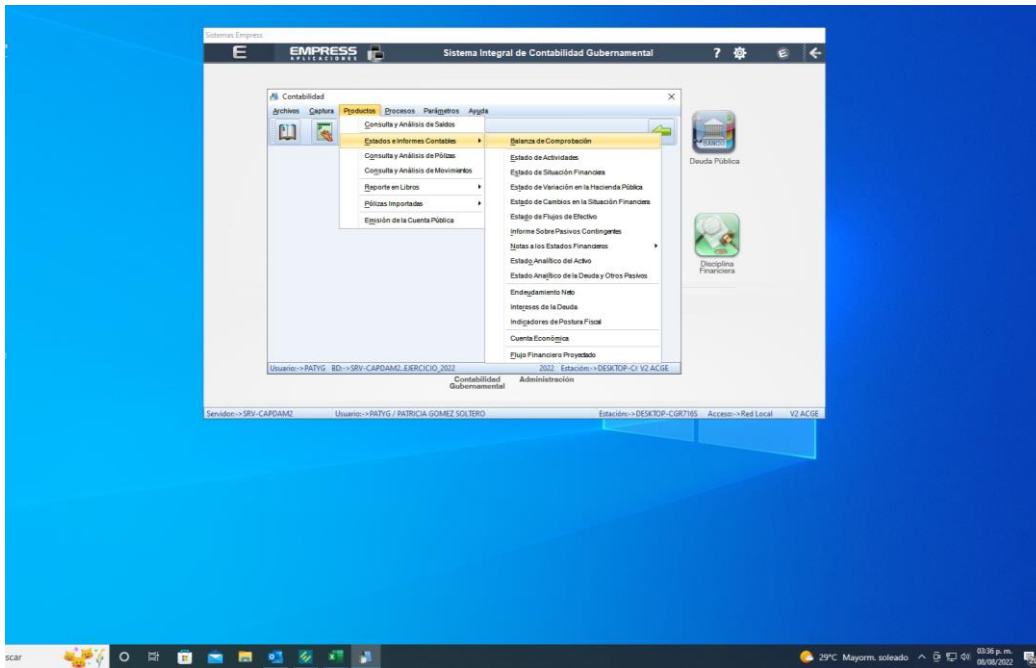 Sistemas Empress
E EMPRESS Sistema Integral de Contabilidad Gubernamental ?
APLICACIONES
Contabilidad
Archivos Captura Productos Procesos Parámetros Ayuda
Consulta y Análisis de Saldos
Estados e Informes Contables
Consulta y Análisis de Pólizas
Consulta y Análisis de Movimientos
Reporte en Libros
Pólizas Importadas
Emisión de la Cuenta Pública
Balanza de Comprobación
Estado de Actividades
Estado de Situación Financiera
Estado de Variación en la Hacienda Pública
Estado de Cambios en la Situación Financiera
Estado de Flujos de Efectivo
Informe Sobre Pasivos Contingentes
Notas a los Estados Financieros
Estado Analítico del Activo
Estado Analítico de la Deuda y Otros Pasivos
Endeudamiento Neto
Intereses de la Deuda
Indicadores de Postura Fiscal
Cuenta Económica
Flujo Financiero Proyectado
BANCO
Deuda Pública
Disciplina
Financiera
Usuario:->PATYG BD:->SRV-CAPDAM2..EJERCICIO_2022 2022 Estación:->DESKTOP-C( V2 ACGE
Contabilidad
Gubernamental
Administración
Servidor:->SRV-CAPDAM2 Usuario:->PATYG / PATRICIA GOMEZ SOLTERO Estación:->DESKTOP-CGR716S Acceso:->Red Local V2 ACGE
scar
29°C Mayorm. soleado
03:36 p. m.
08/08/2022